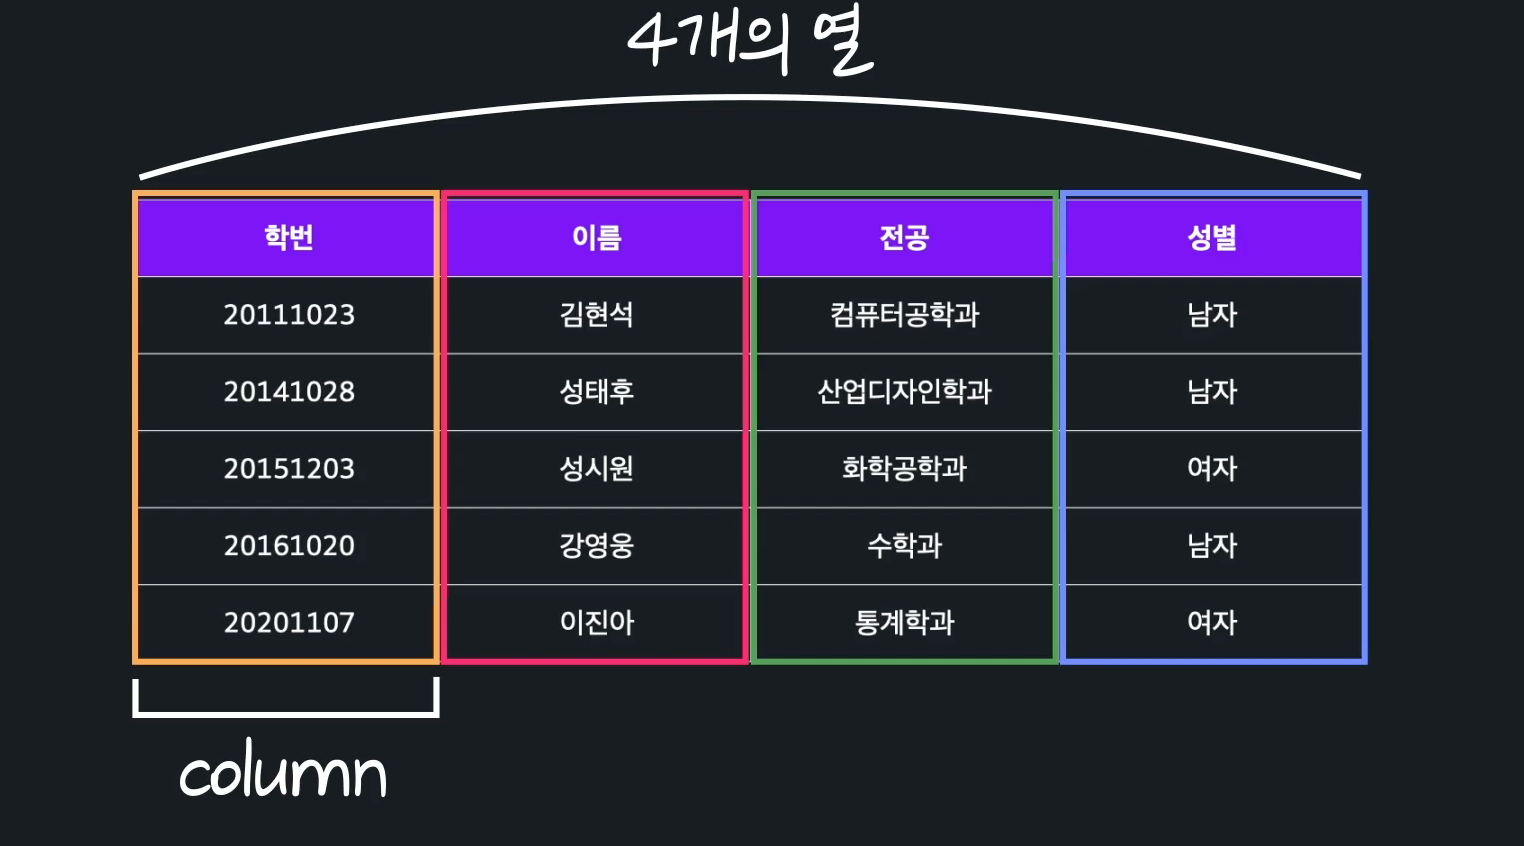 4개의 열
학번 이름 전공 성별
20111023 김현석 컴퓨터공학과 남자
20141028 성태후 산업디자인학과 남자
20151203 성시원 화학공학과 여자
20161020 강영웅 수학과 남자
20201107 이진아 통계학과 여자
column